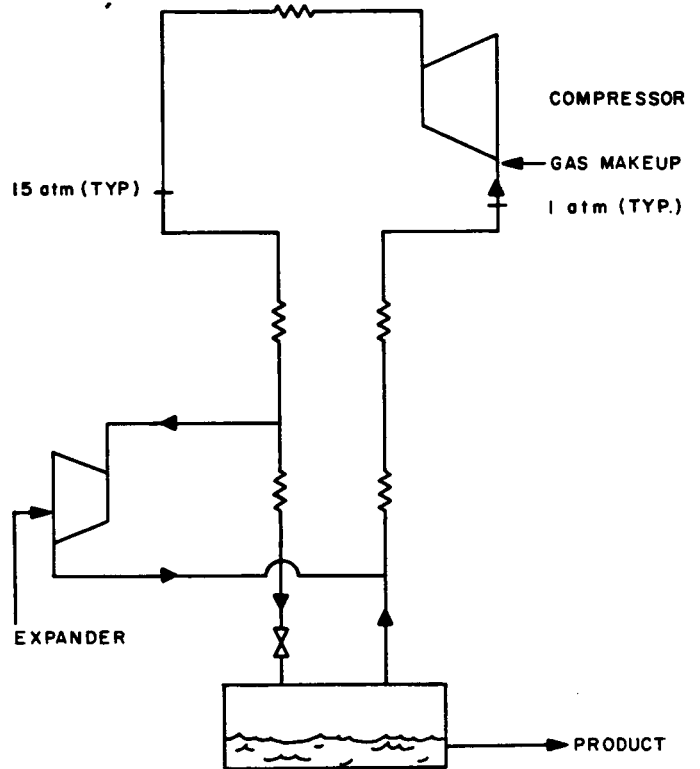 COMPRESSOR
GAS MAKEUP
15 atm (TYP)
1 atm (TYP.)
EXPANDER
PRODUCT